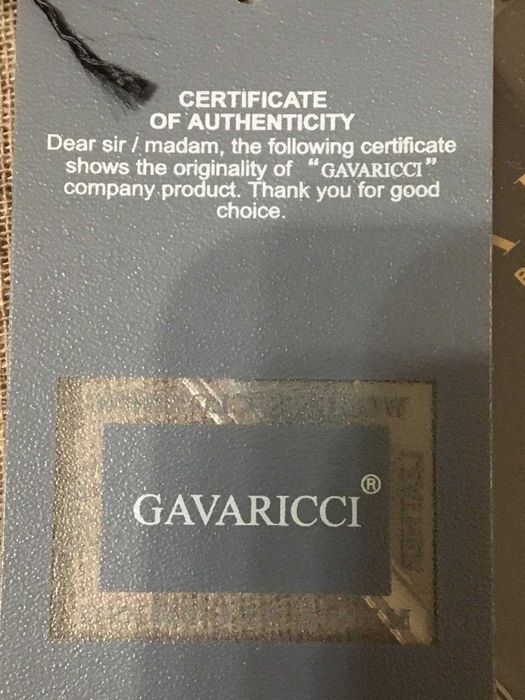 CERTIFICATE
OF AUTHENTICITY
Dear sir / madam, the following certificate
shows the originality of "GAVARICCI"
company product. Thank you for good
choice.
GAVARICCI®